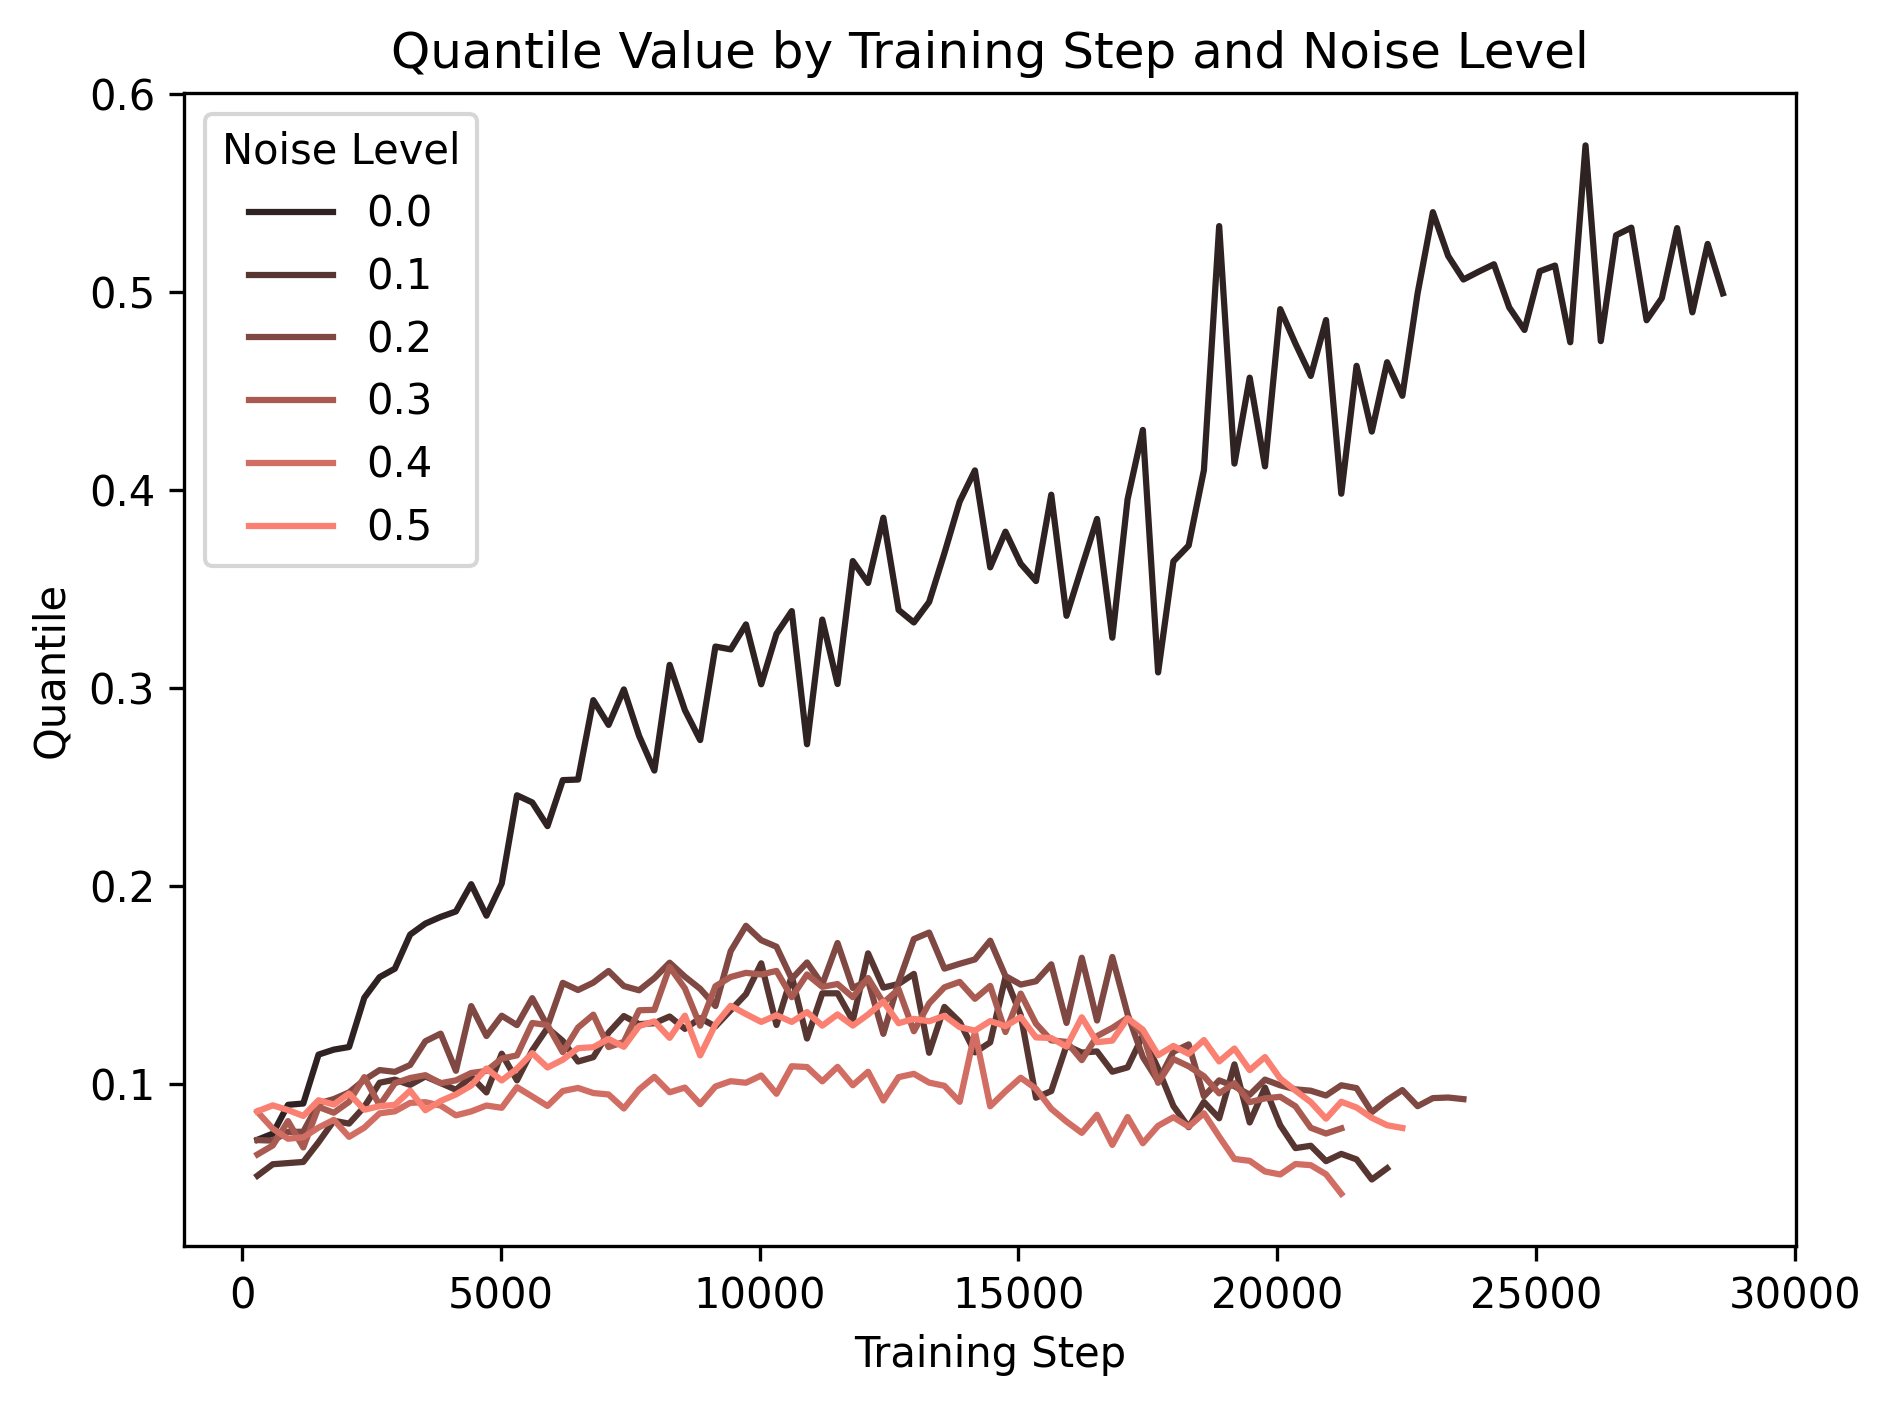 Quantile Value by Training Step and Noise Level
0.6
0.5
0.4
0.3
0.2
0.1
Quantile
Noise Level
0.0
0.1
0.2
0.3
0.4
0.5
0 5000 10000 15000 20000 25000 30000
Training Step